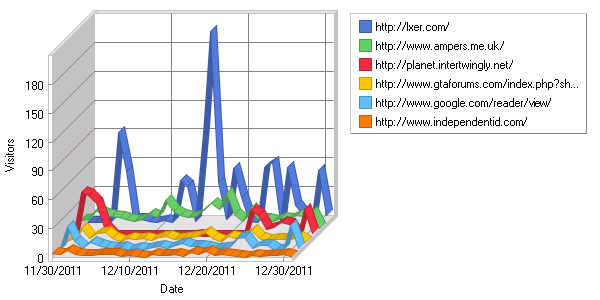 http://lxer.com/
http://www.ampers.me.uk/
http://planet.intertwingly.net/
http://www.gtaforums.com/index.php?sh...
http://www.google.com/reader/view/
http://www.independentid.com/
Visitors
180
150
120
90
60
30
0
11/30/2011 12/10/2011 12/20/2011 12/30/2011
Date